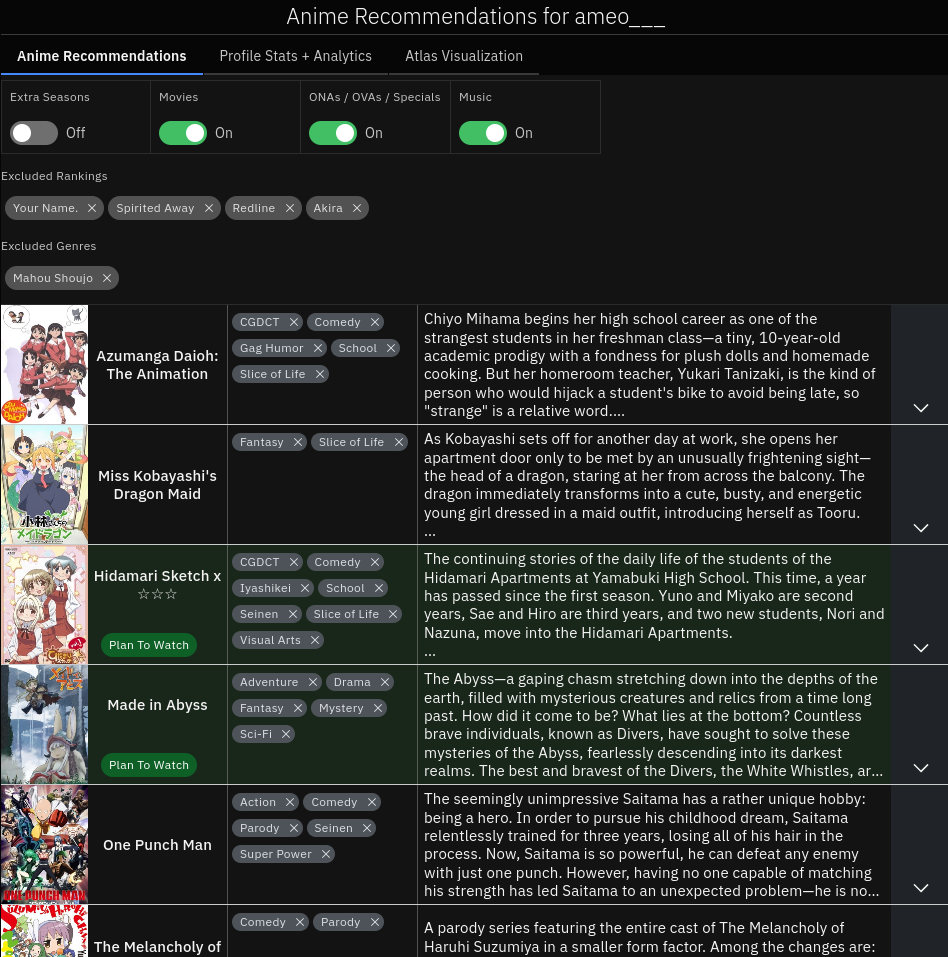 Anime Recommendations for ameo___
Anime Recommendations
Profile Stats + Analytics
Atlas Visualization
Extra Seasons
Movies
ONAs / OVAs / Specials
Music
Off
On
On
On
Excluded Rankings
Your Name.
Spirited Away
Redline
Akira
Excluded Genres
Mahou Shoujo
Azumanga Daioh:
The Animation
CGDCT
Comedy
Gag Humor
School
Slice of Life
Chiyo Mihama begins her high school career as one of the
strangest students in her freshman class—a tiny, 10-year-old
academic prodigy with a fondness for plush dolls and homemade
cooking. But her homeroom teacher, Yukari Tanizaki, is the kind of
person who would hijack a student's bike to avoid being late, so
"strange" is a relative word....
小林さんちの
メイドラゴン
Miss Kobayashi's
Dragon Maid
Fantasy
Slice of Life
As Kobayashi sets off for another day at work, she opens her
apartment door only to be met by an unusually frightening sight—
the head of a dragon, staring at her from across the balcony. The
dragon immediately transforms into a cute, busty, and energetic
young girl dressed in a maid outfit, introducing herself as Tooru.
...
Hidamari Sketch x
☆☆☆
Plan To Watch
CGDCT
Comedy
Iyashikei
School
Seinen
Slice of Life
Visual Arts
The continuing stories of the daily life of the students of the
Hidamari Apartments at Yamabuki High School. This time, a year
has passed since the first season. Yuno and Miyako are second
years, Sae and Hiro are third years, and two new students, Nori and
Nazuna, move into the Hidamari Apartments.
...
Made in Abyss
Plan To Watch
Adventure
Drama
Fantasy
Mystery
Sci-Fi
The Abyss—a gaping chasm stretching down into the depths of the
earth, filled with mysterious creatures and relics from a time long
past. How did it come to be? What lies at the bottom? Countless
brave individuals, known as Divers, have sought to solve these
mysteries of the Abyss, fearlessly descending into its darkest
realms. The best and bravest of the Divers, the White Whistles, ar...
ONE PUNCH MAN
One Punch Man
Action
Comedy
Parody
Seinen
Super Power
The seemingly unimpressive Saitama has a rather unique hobby:
being a hero. In order to pursue his childhood dream, Saitama
relentlessly trained for three years, losing all of his hair in the
process. Now, Saitama is so powerful, he can defeat any enemy
with just one punch. However, having no one capable of matching
his strength has led Saitama to an unexpected problem—he is no...
The Melancholy of
Comedy
Parody
A parody series featuring the entire cast of The Melancholy of
Haruhi Suzumiya in a smaller form factor. Among the changes are: